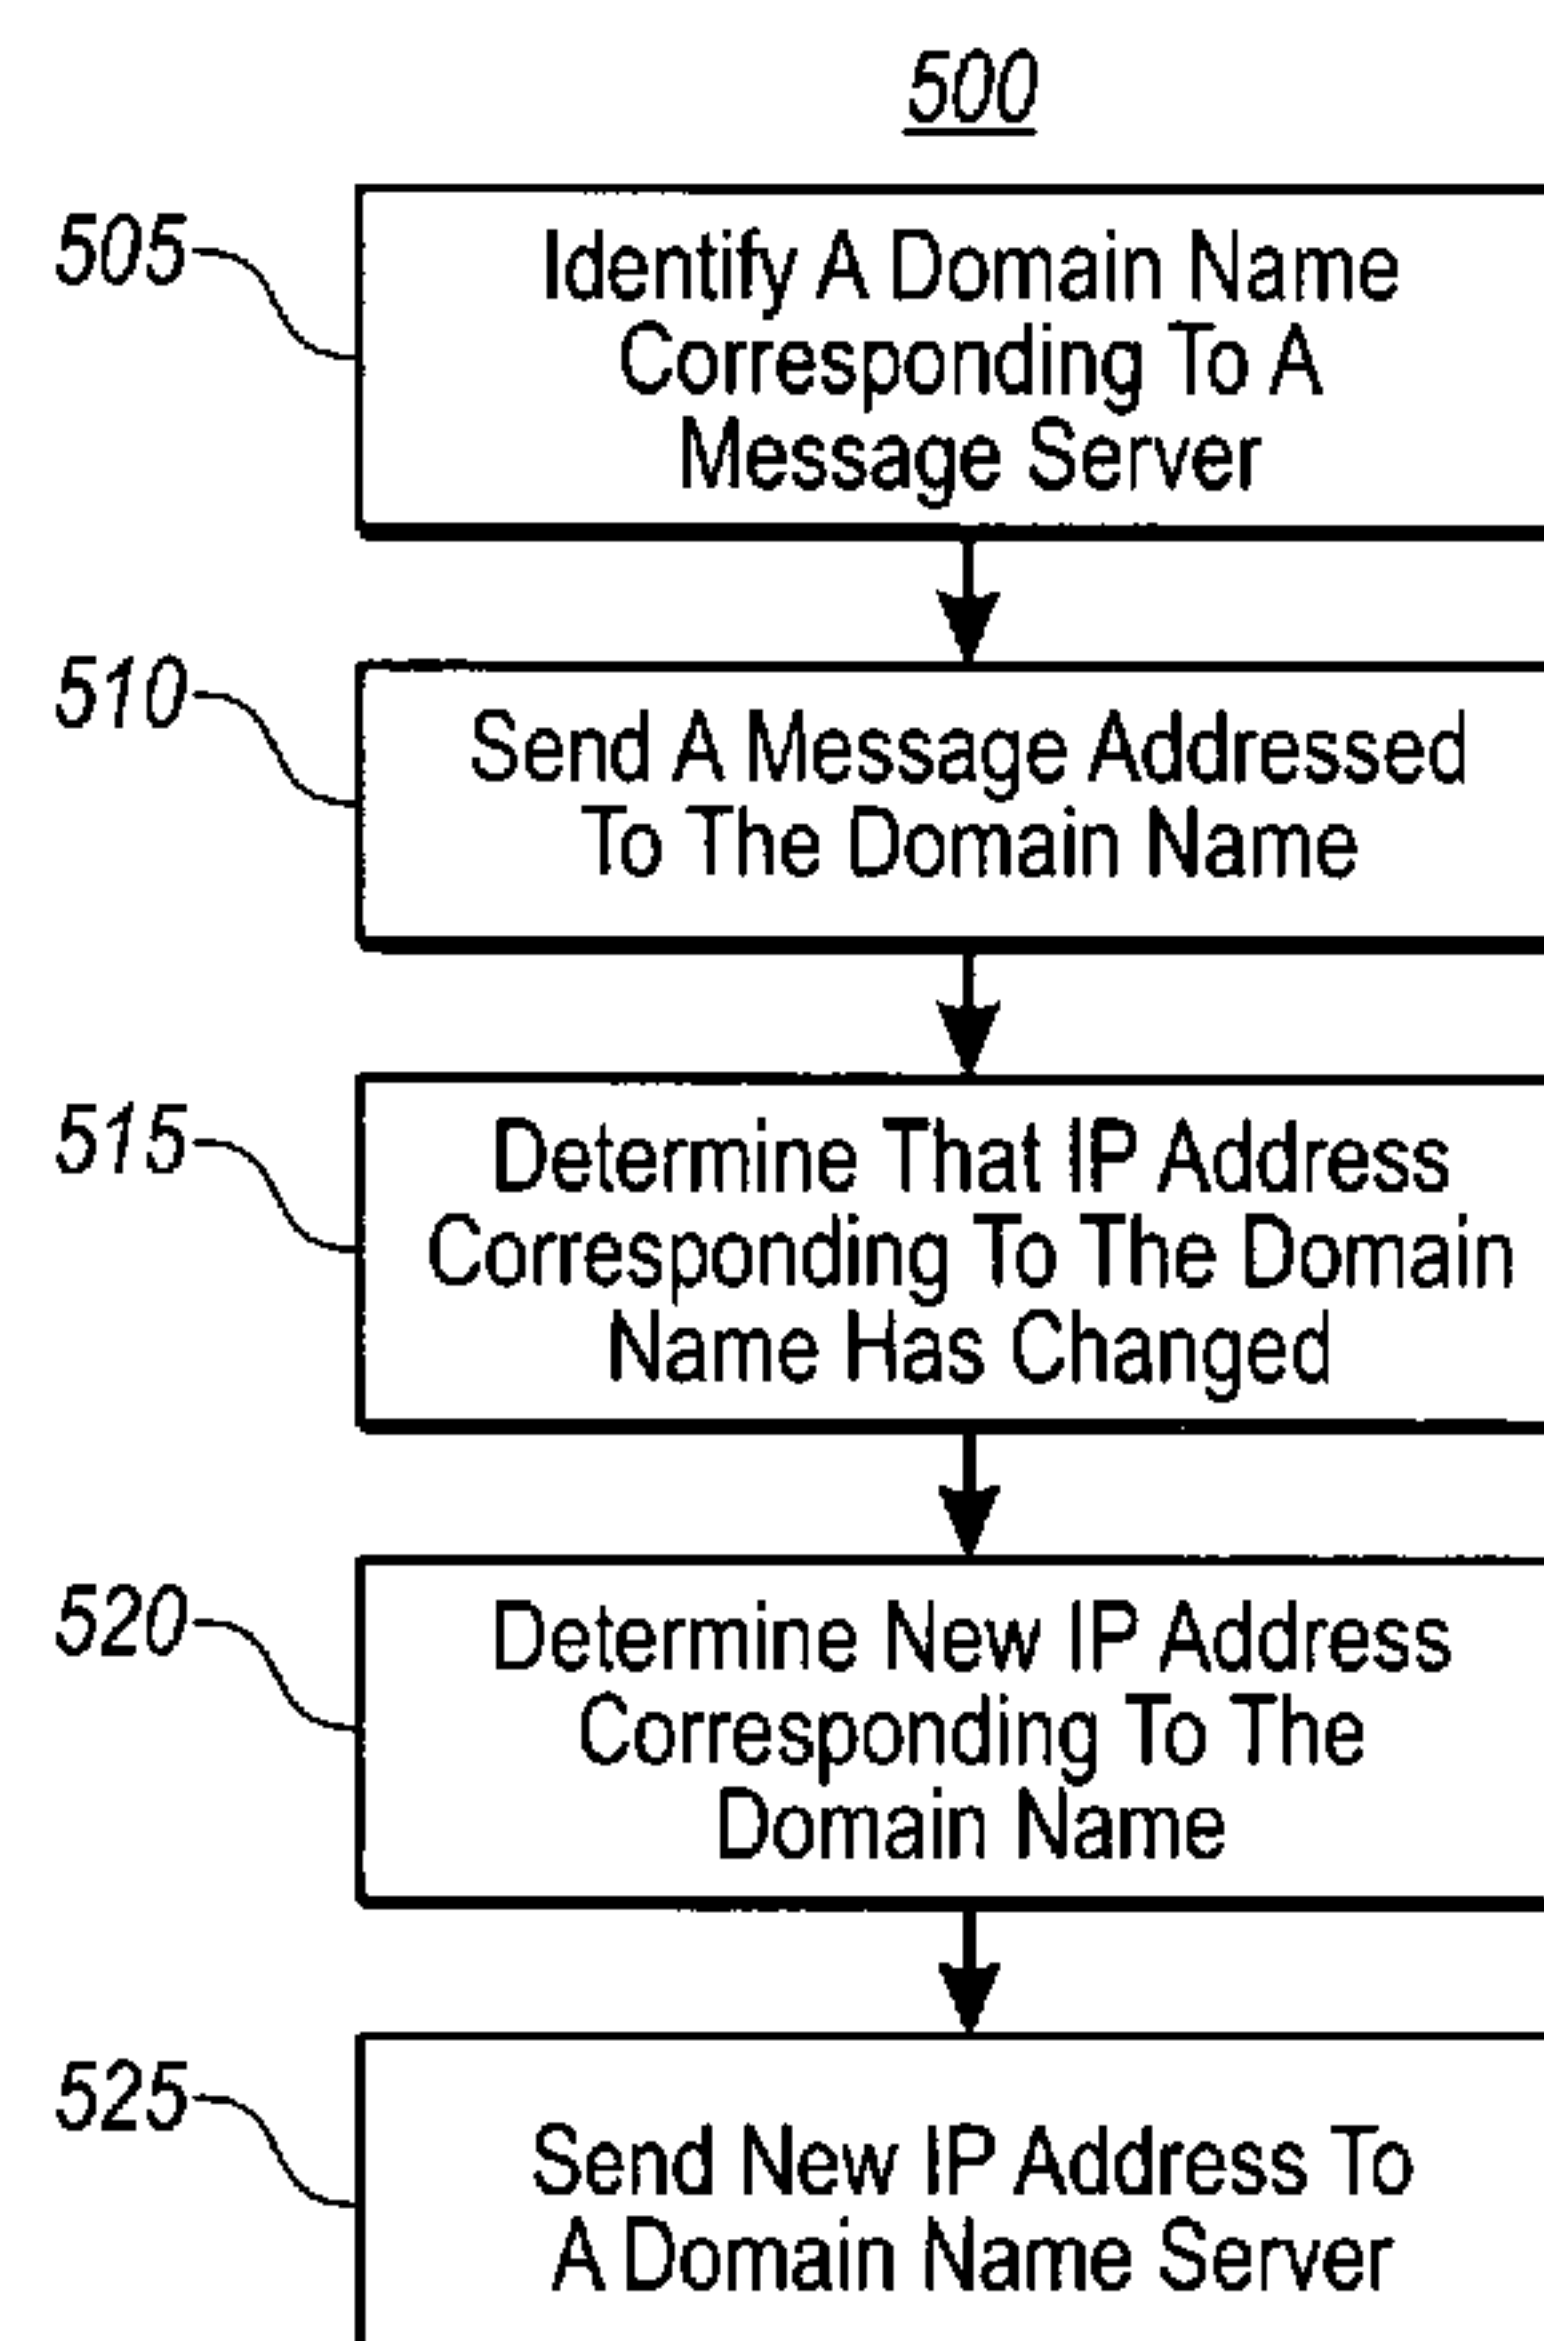 500
505
Identify A Domain Name
Corresponding To A
Message Server
510
Send A Message Addressed
To The Domain Name
515
Determine That IP Address
Corresponding To The Domain
Name Has Changed
520
Determine New IP Address
Corresponding To The
Domain Name
525
Send New IP Address To
A Domain Name Server